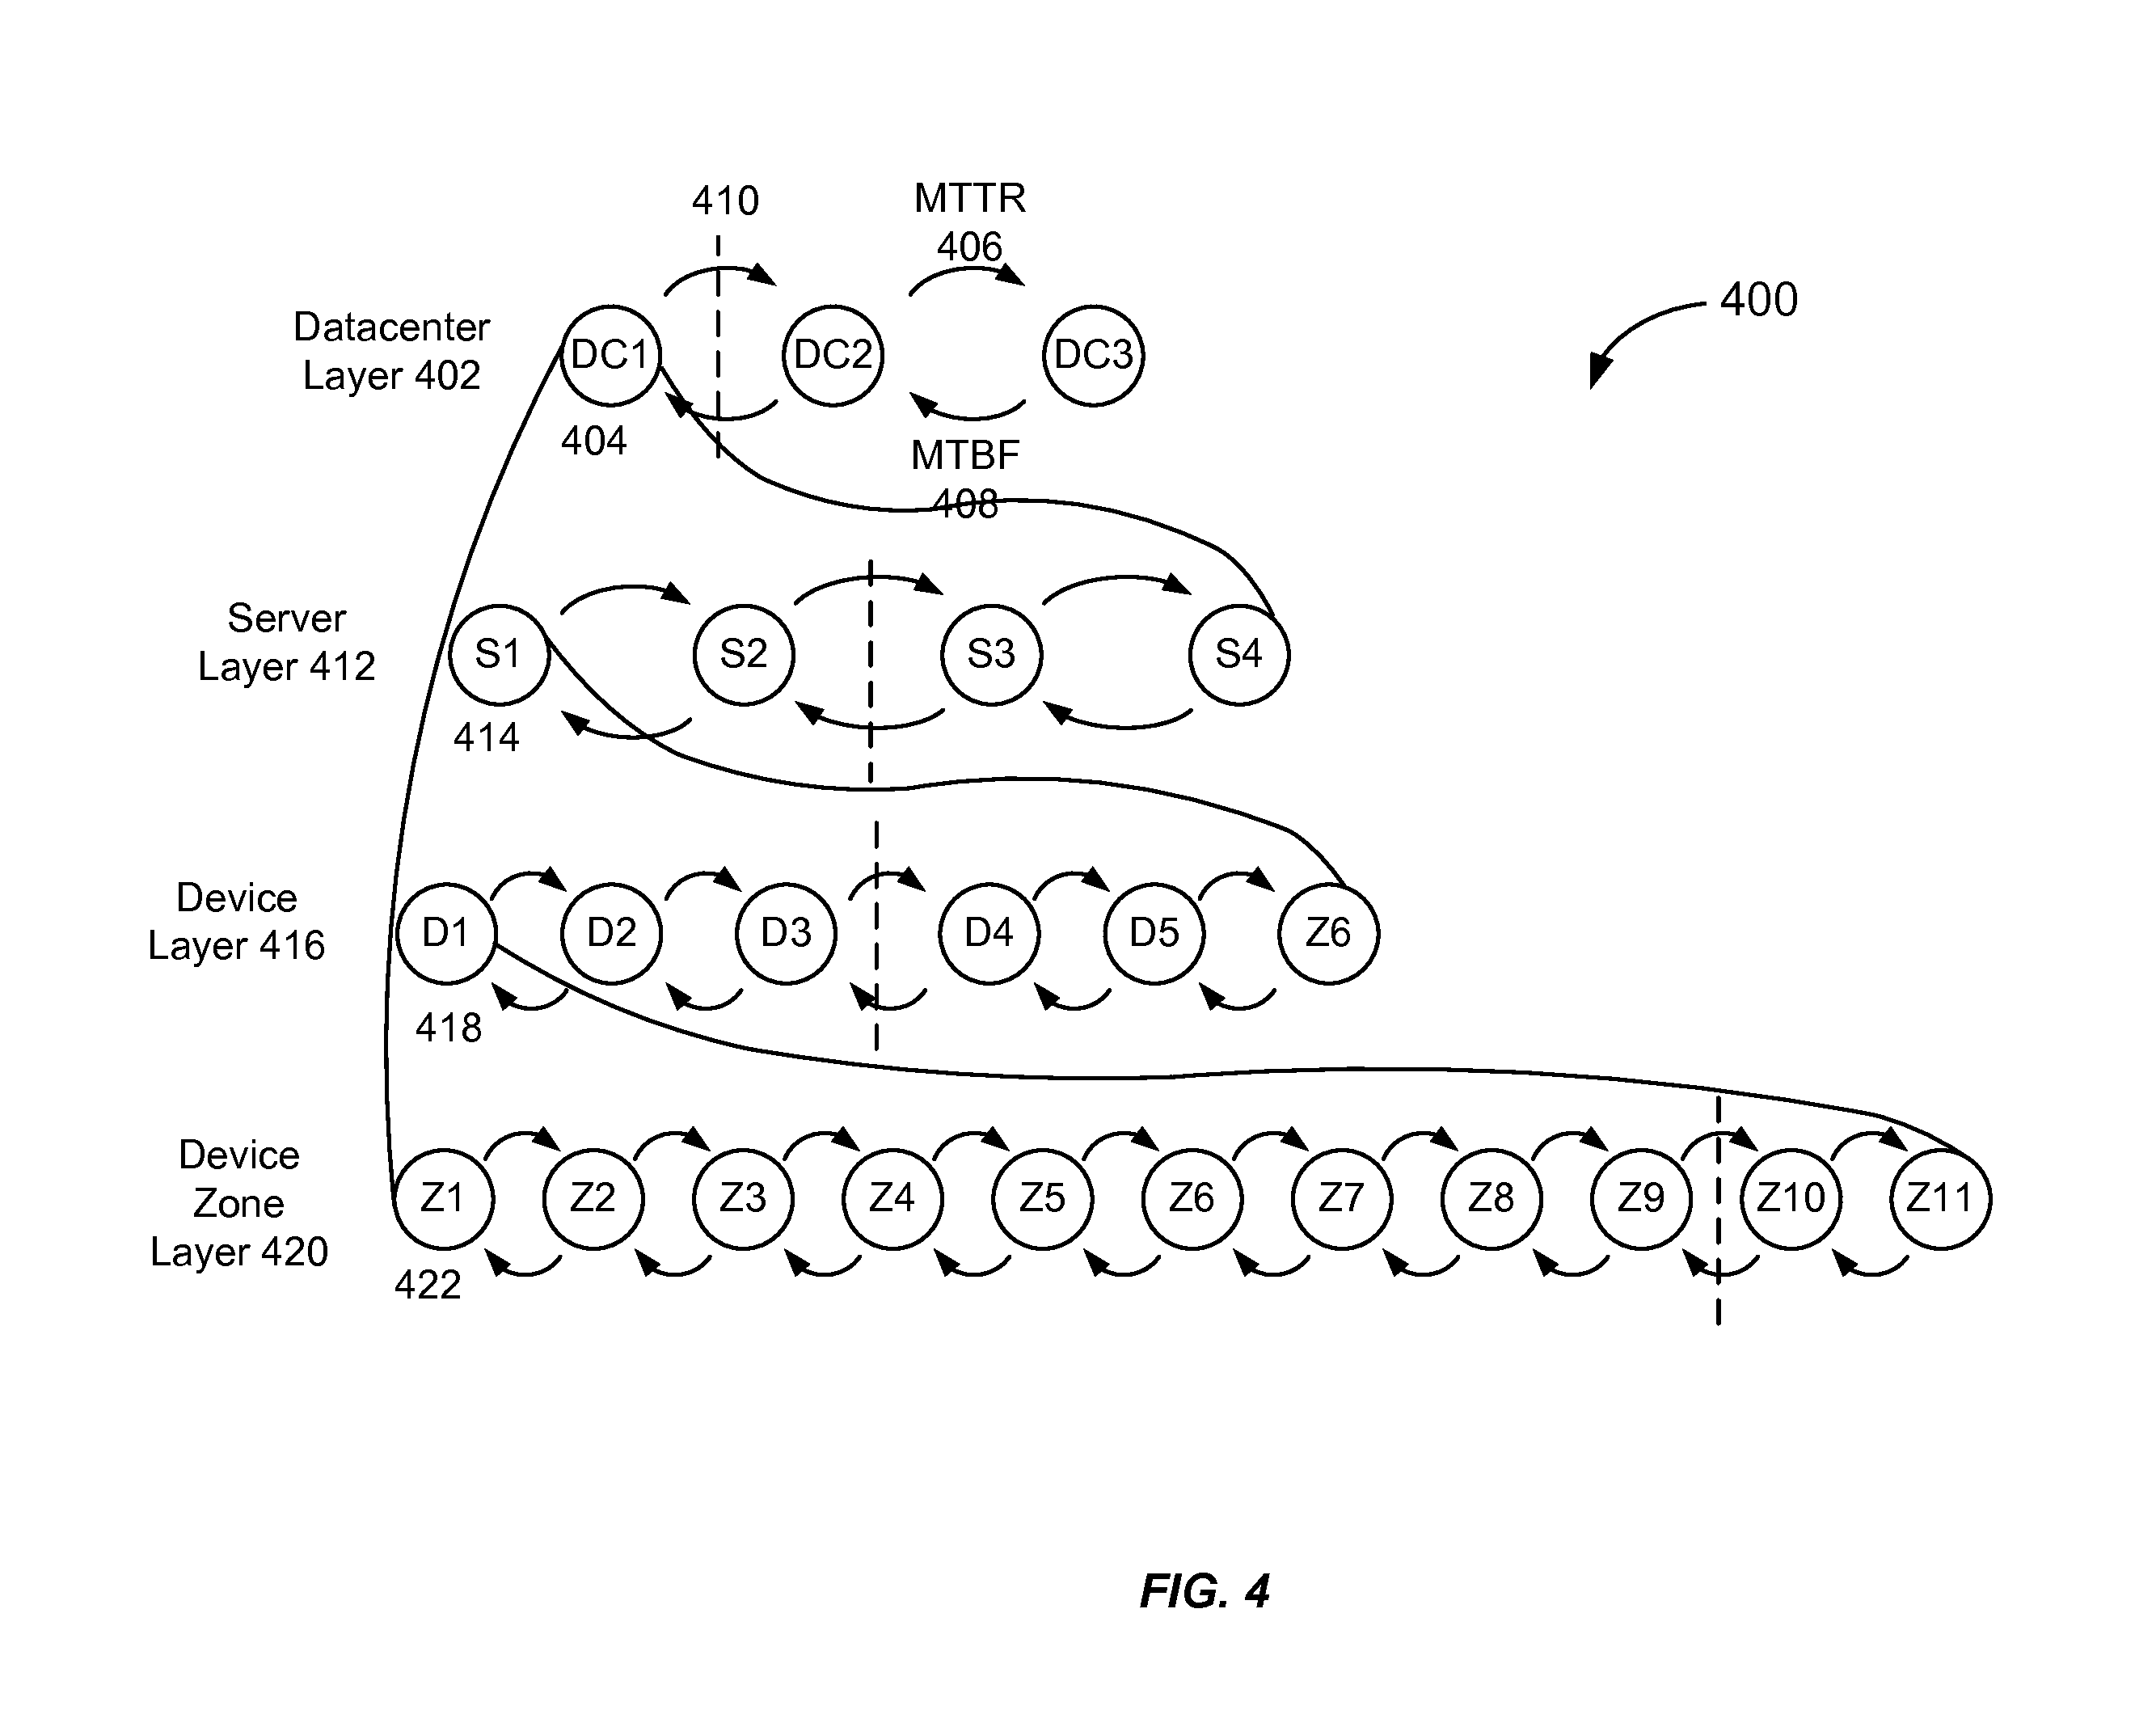 410
MTTR
406
400
Datacenter
Layer 402
DC1
DC2
DC3
404
MTBF
408
Server
Layer 412
S1
S2
S3
S4
414
Device
Layer 416
D1
D2
D3
D4
D5
Z6
418
Device
Zone
Layer 420
Z1
Z2
Z3
Z4
Z5
Z6
Z7
Z8
Z9
Z10
Z11
422
FIG. 4